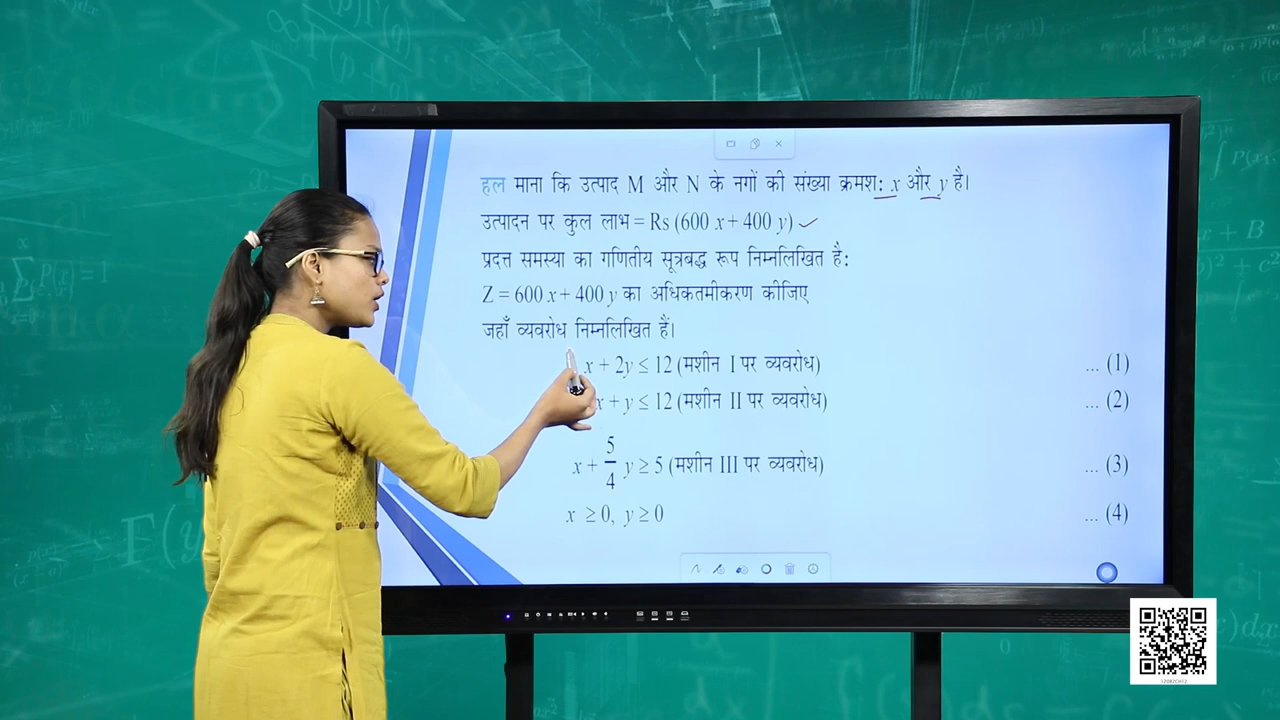 हल माना कि उत्पाद M और N के नगों की संख्या क्रमश: x और y है।
उत्पादन पर कुल लाभ = Rs (600 x + 400 y)
प्रदत्त समस्या का गणितीय सूत्रबद्ध रूप निम्नलिखित है:
Z = 600 x + 400 y का अधिकतमीकरण कीजिए
जहाँ व्यवरोध निम्नलिखित हैं।
x + 2y ≤ 12 (मशीन I पर व्यवरोध) ... (1)
x + y ≤ 12 (मशीन II पर व्यवरोध) ... (2)
x + 5/4 y ≥ 5 (मशीन III पर व्यवरोध) ... (3)
x ≥ 0, y ≥ 0 ... (4)
12082CH12